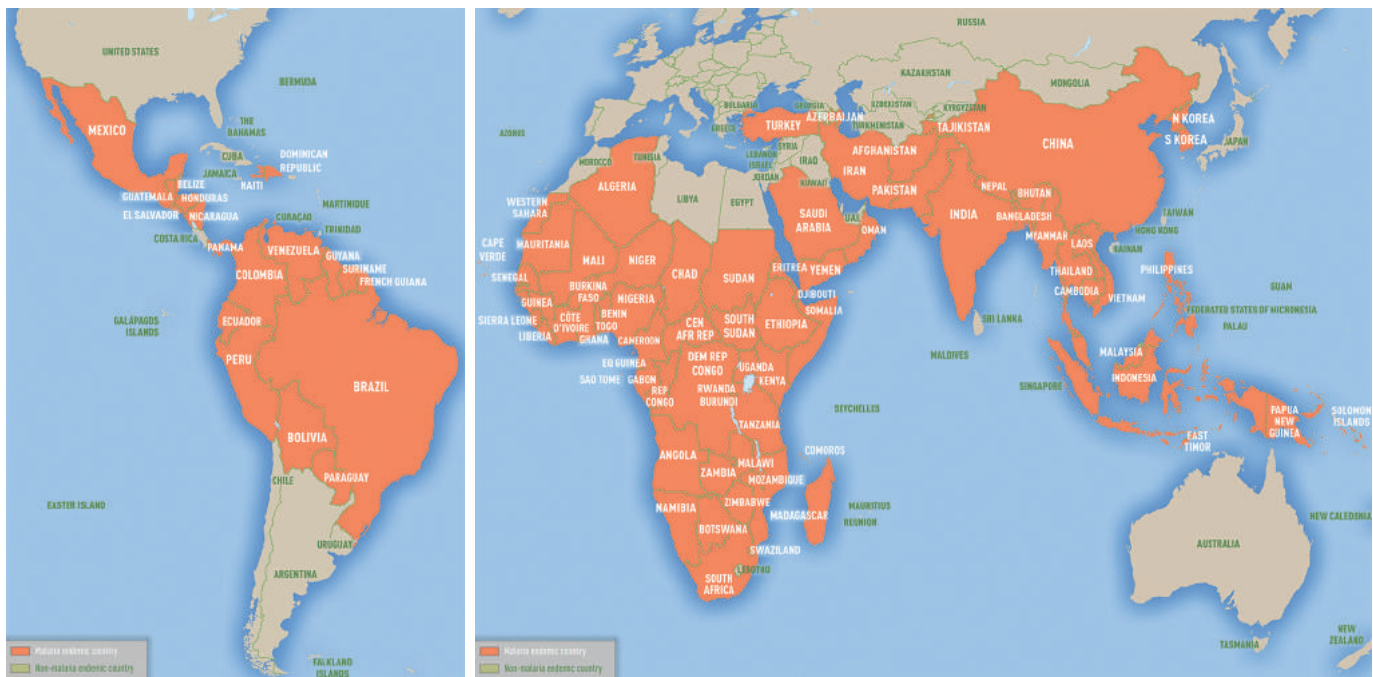 UNITED STATES
BERMUDA
MEXICO
THE
BAHAMAS
CUBA
DOMINICAN
REPUBLIC
JAMAICA
HAITI
BELIZE
GUATEMALA
HONDURAS
EL SALVADOR
NICARAGUA
MARTINIQUE
CURAÇAO
TRINIDAD
COSTA RICA
PANAMA
VENEZUELA
GUYANA
COLOMBIA
SURINAME
FRENCH GUIANA
GALÁPAGOS
ISLANDS
ECUADOR
PERU
BRAZIL
BOLIVIA
PARAGUAY
CHILE
EASTER ISLAND
URUGUAY
ARGENTINA
FALKLAND
ISLANDS
Malaria endemic country
Non-malaria endemic country
RUSSIA
KAZAKHSTAN
MONGOLIA
BULGARIA
GEORGIA
UZBEKISTAN
KYRGYZSTAN
AZORES
GREECE
TURKEY
AZERBAIJAN
TURKMENISTAN
TAJIKISTAN
N KOREA
S KOREA
JAPAN
CHINA
MOROCCO
TUNISIA
LEBANON
ISRAEL
SYRIA
IRAQ
JORDAN
KUWAIT
IRAN
AFGHANISTAN
PAKISTAN
ALGERIA
LIBYA
EGYPT
NEPAL
BHUTAN
WESTERN
SAHARA
SAUDI
ARABIA
UAE
OMAN
INDIA
BANGLADESH
TAIWAN
HONG KONG
MYANMAR
LAOS
HAINAN
CAPE
VERDE
MAURITANIA
MALI
NIGER
CHAD
SUDAN
ERITREA
YEMEN
THAILAND
PHILIPPINES
SENEGAL
BURKINA
FASO
DJIBOUTI
CAMBODIA
VIETNAM
GUAM
GUINEA
NIGERIA
BENIN
SOMALIA
FEDERATED STATES OF MICRONESIA
SIERRA LEONE
CÔTE
D'IVOIRE
TOGO
CEN
AFR REP
SOUTH
SUDAN
ETHIOPIA
SRI LANKA
PALAU
LIBERIA
GHANA
CAMEROON
MALDIVES
MALAYSIA
EQ GUINEA
DEM REP
CONGO
UGANDA
KENYA
SAO TOME
GABON
REP
CONGO
RWANDA
BURUNDI
SINGAPORE
INDONESIA
SEYCHELLES
PAPUA
NEW
GUINEA
SOLOMON
ISLANDS
TANZANIA
EAST
TIMOR
ANGOLA
ZAMBIA
MALAWI
COMOROS
MOZAMBIQUE
ZIMBABWE
NAMIBIA
BOTSWANA
MADAGASCAR
MAURITIUS
REUNION
NEW CALEDONIA
SWAZILAND
LESOTHO
SOUTH
AFRICA
AUSTRALIA
TASMANIA
NEW
ZEALAND
Malaria endemic country
Non-malaria endemic country